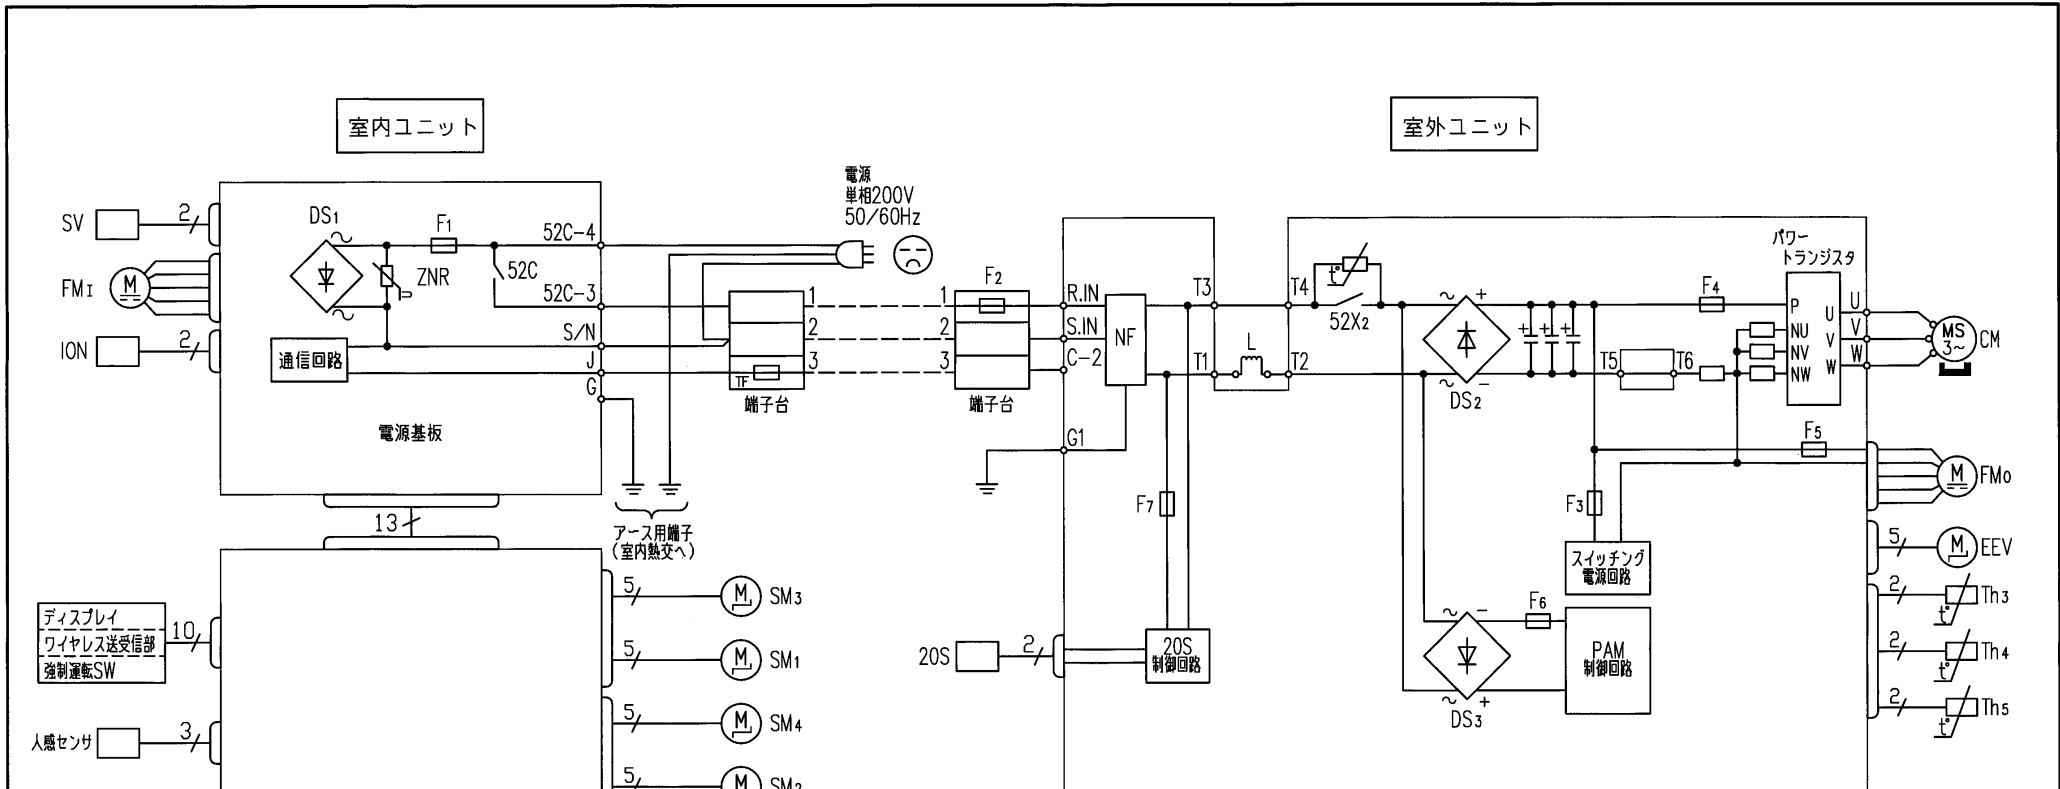 室内ユニット
室外ユニット
電源
単相200V
50/60Hz
SV
2
FMI
M
ION
2
DS1
F1
52C-4
ZNR
52C
52C-3
S/N
通信回路
J
G
電源基板
1
2
3
TF
端子台
1
2
3
F2
端子台
アース用端子
(室内熱交へ)
13
R.IN
S.IN
C-2
NF
G1
T3
T4
T1
L
T2
F7
t°
52X2
DS2
+
−
+
+
+
T5
T6
F4
パワー
トランジスタ
P
NU
NV
NW
U
V
W
U
V
W
MS
3~
CM
F5
M
FMO
F3
スイッチング
電源回路
5
M
EEV
2
t°
Th3
2
t°
Th4
2
t°
Th5
−
F6
DS3
+
PAM
制御回路
20S
2
20S
制御回路
ディスプレイ
ワイヤレス送受信部
強制運転SW
10
人感センサ
3
5
M
SM3
5
M
SM1
5
M
SM4
5
M
SM2